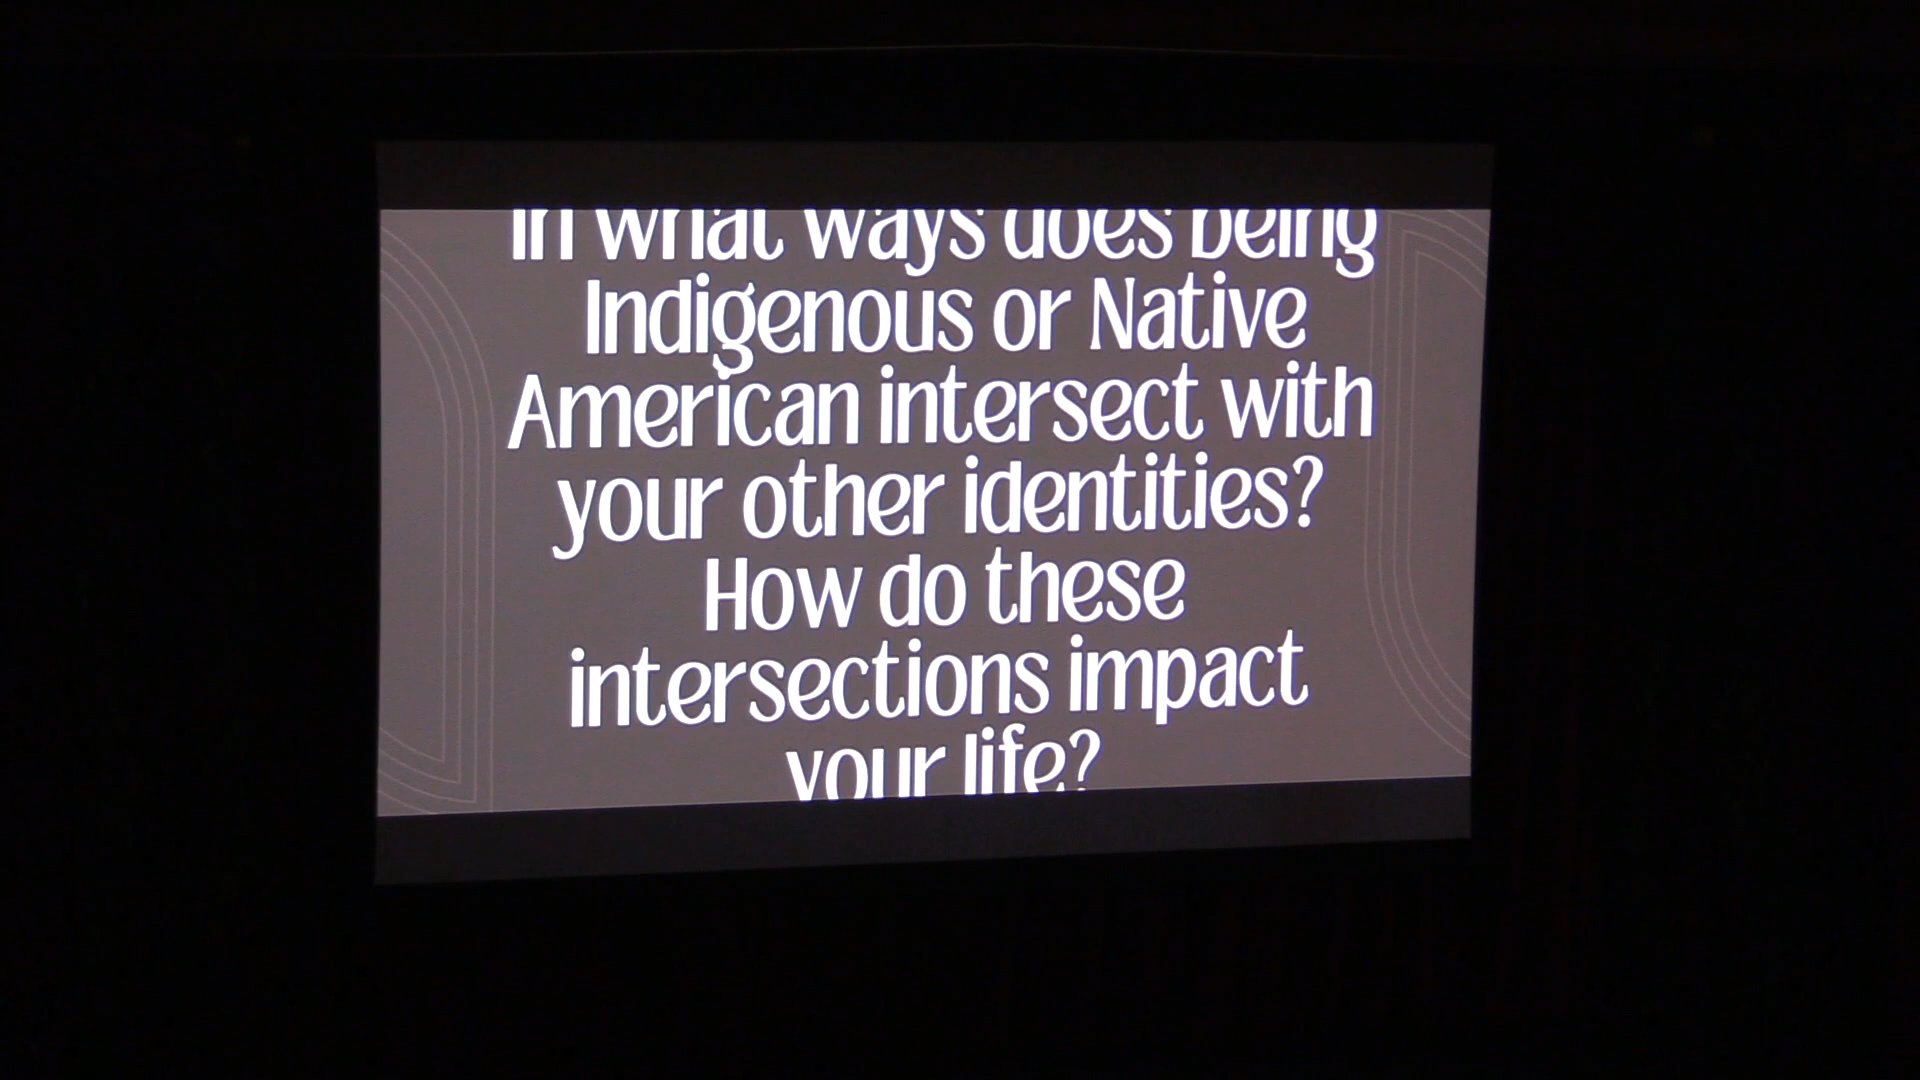 In what ways does being
Indigenous or Native
American intersect with
your other identities?
How do these
intersections impact
your life?